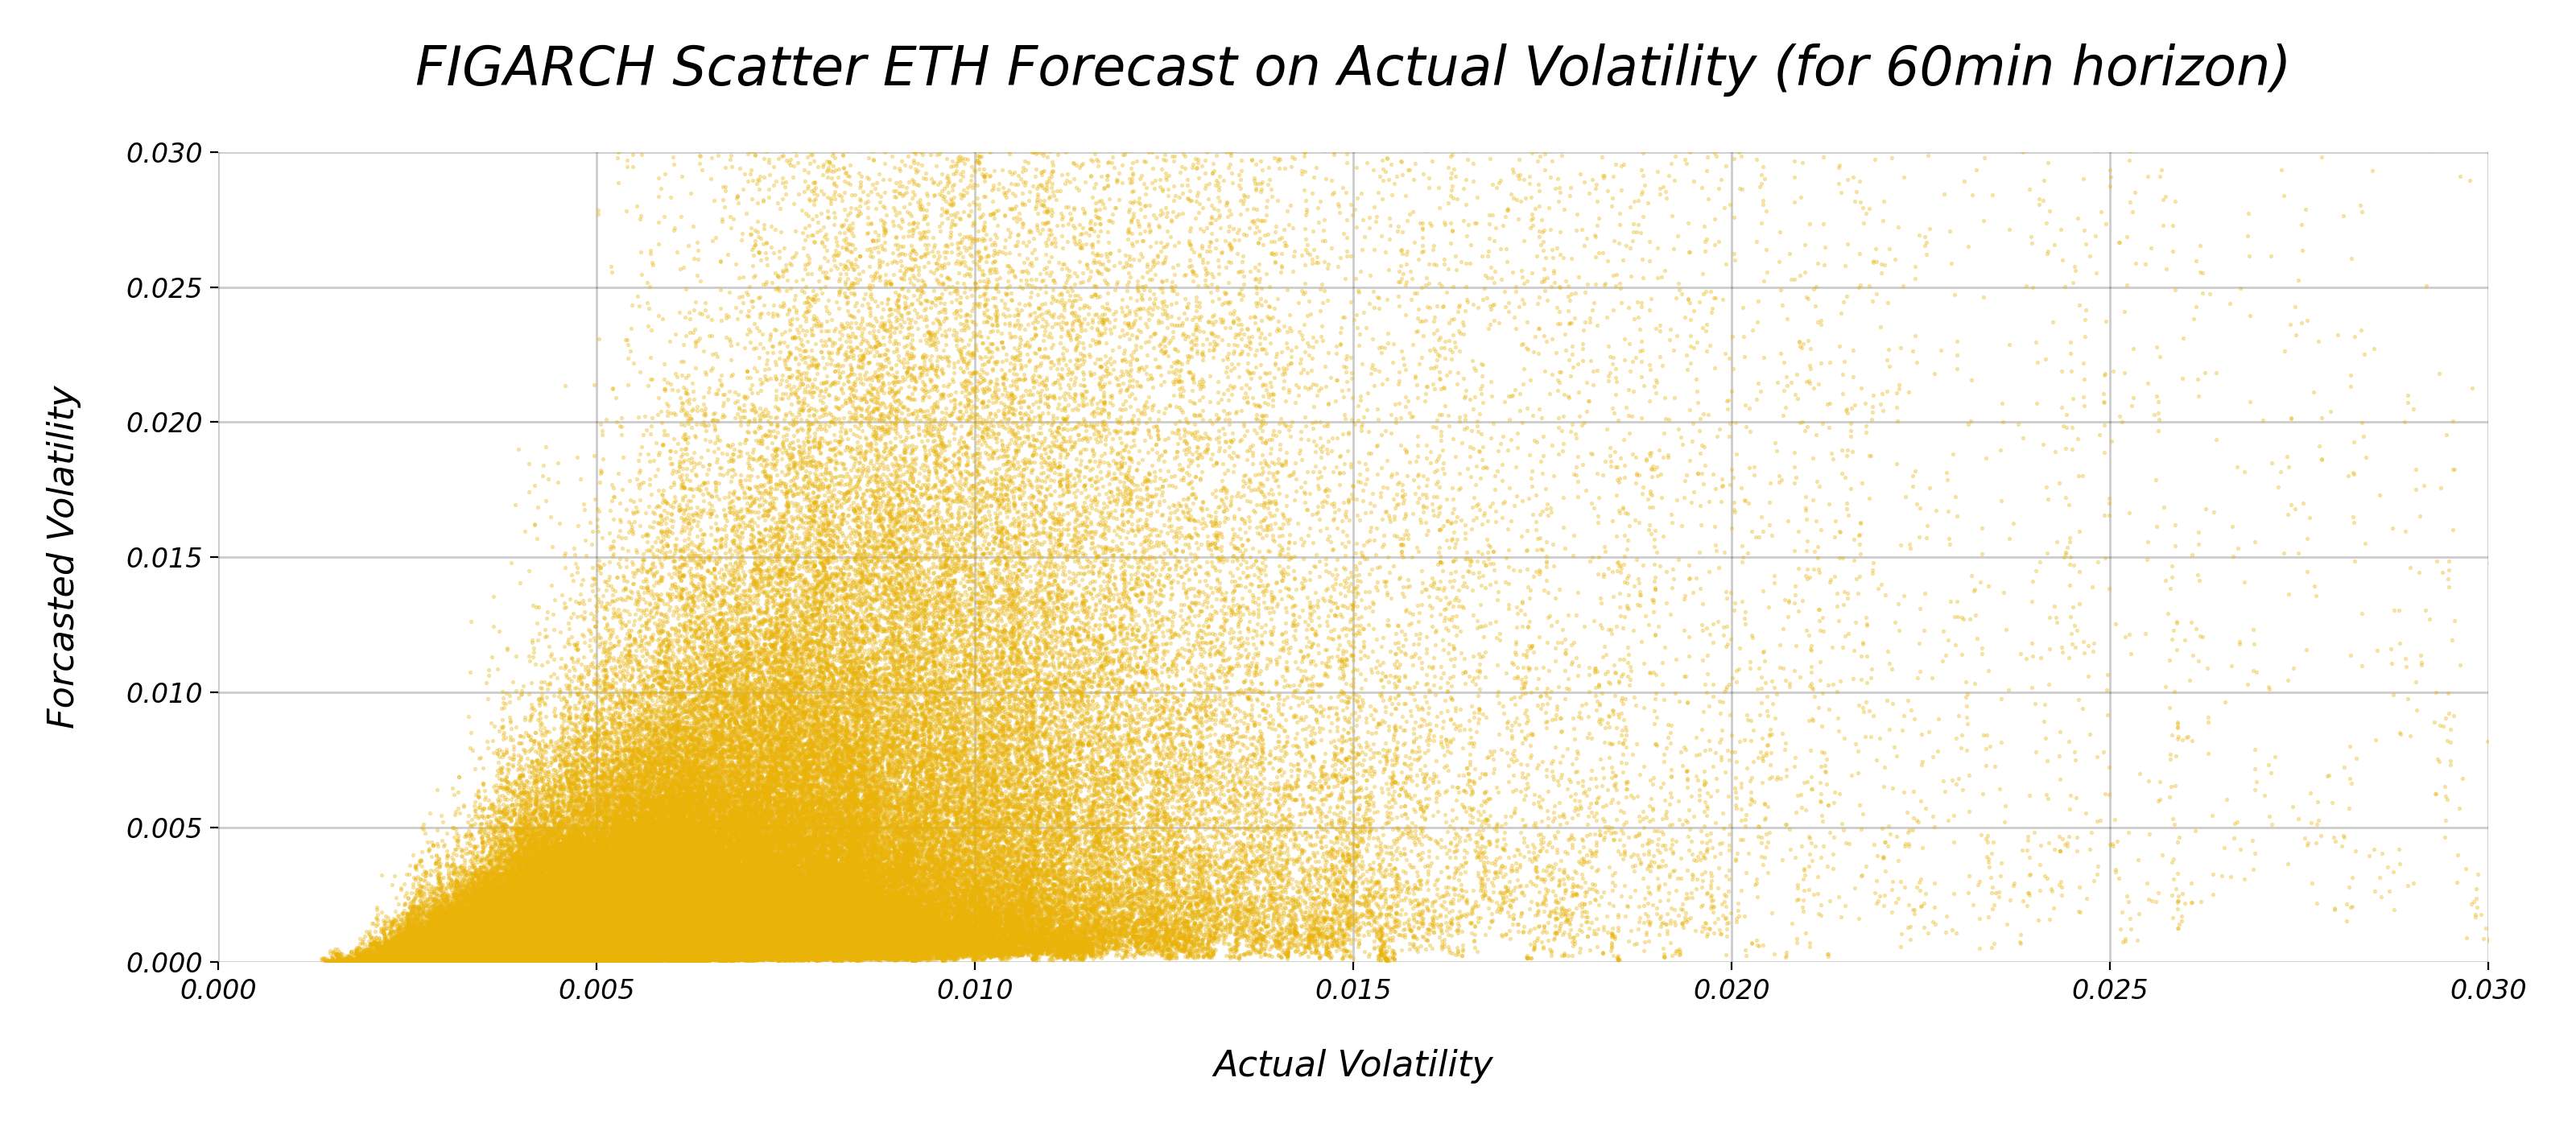 FIGARCH Scatter ETH Forecast on Actual Volatility (for 60min horizon)
0.030
0.025
0.020
0.015
0.010
0.005
0.000
Forcasted Volatility
0.000 0.005 0.010 0.015 0.020 0.025 0.030
Actual Volatility